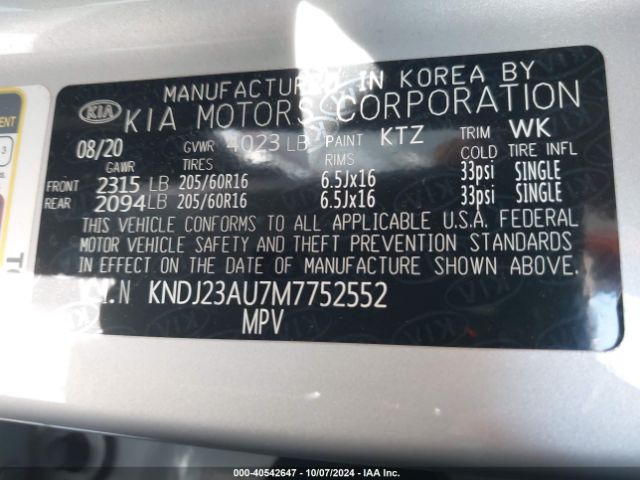 MANUFACTURED IN KOREA BY
KIA KIA MOTORS CORPORATION
08/20 GVWR 4023 LB PAINT KTZ TRIM WK
GAWR TIRES RIMS COLD TIRE INFL
FRONT 2315 LB 205/60R16 6.5Jx16 33psi SINGLE
REAR 2094 LB 205/60R16 6.5Jx16 33psi SINGLE
THIS VEHICLE CONFORMS TO ALL APPLICABLE U.S.A. FEDERAL
MOTOR VEHICLE SAFETY AND THEFT PREVENTION STANDARDS
IN EFFECT ON THE DATE OF MANUFACTURE SHOWN ABOVE.
V.I.N KNDJ23AU7M7752552
MPV
000-40542647 - 10/07/2024 - IAAI.COM